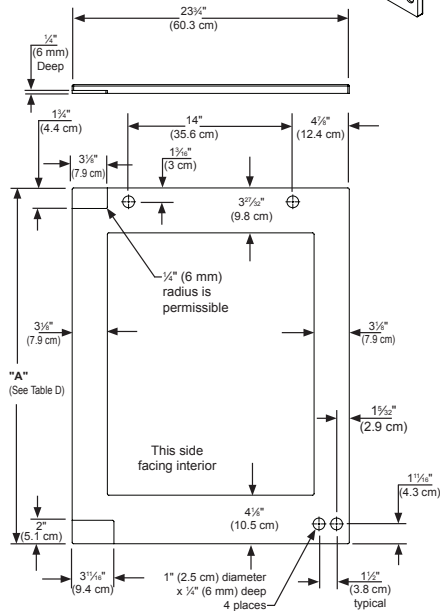 23¾"
(60.3 cm)
¼"
(6 mm)
Deep
1¾"
(4.4 cm)
14"
(35.6 cm)
4⅞"
(12.4 cm)
3⅛"
(7.9 cm)
1³⁄₁₆"
(3 cm)
3²⁷⁄₃₂"
(9.8 cm)
¼" (6 mm)
radius is
permissible
3⅛"
(7.9 cm)
3⅛"
(7.9 cm)
"A"
(See Table D)
1⁵⁄₃₂"
(2.9 cm)
This side
facing interior
1¹¹⁄₁₆"
(4.3 cm)
2"
(5.1 cm)
4⅛"
(10.5 cm)
3¹¹⁄₁₆"
(9.4 cm)
1" (2.5 cm) diameter
x ¼" (6 mm) deep
4 places
1½"
(3.8 cm)
typical